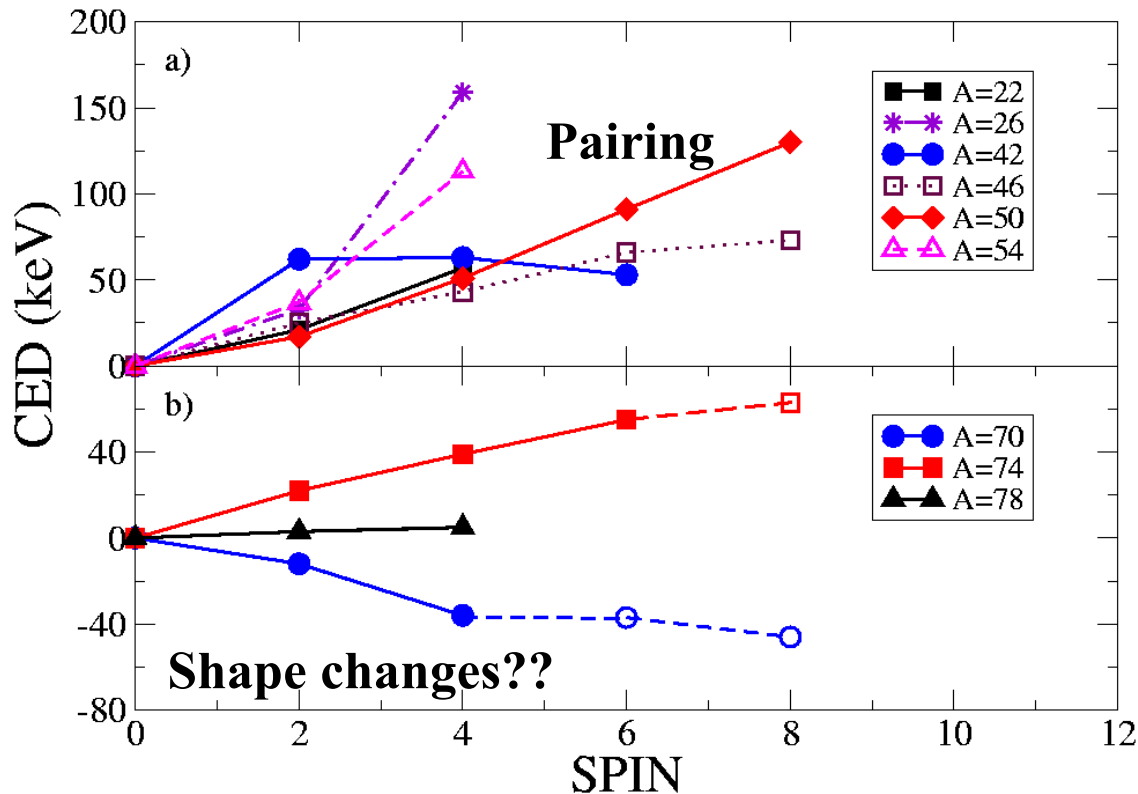 200
a)
150
Pairing
100
50
0
A=22
A=26
A=42
A=46
A=50
A=54
CED (keV)
b)
40
0
-40
-80
A=70
A=74
A=78
Shape changes??
0 2 4 6 8 10 12
SPIN